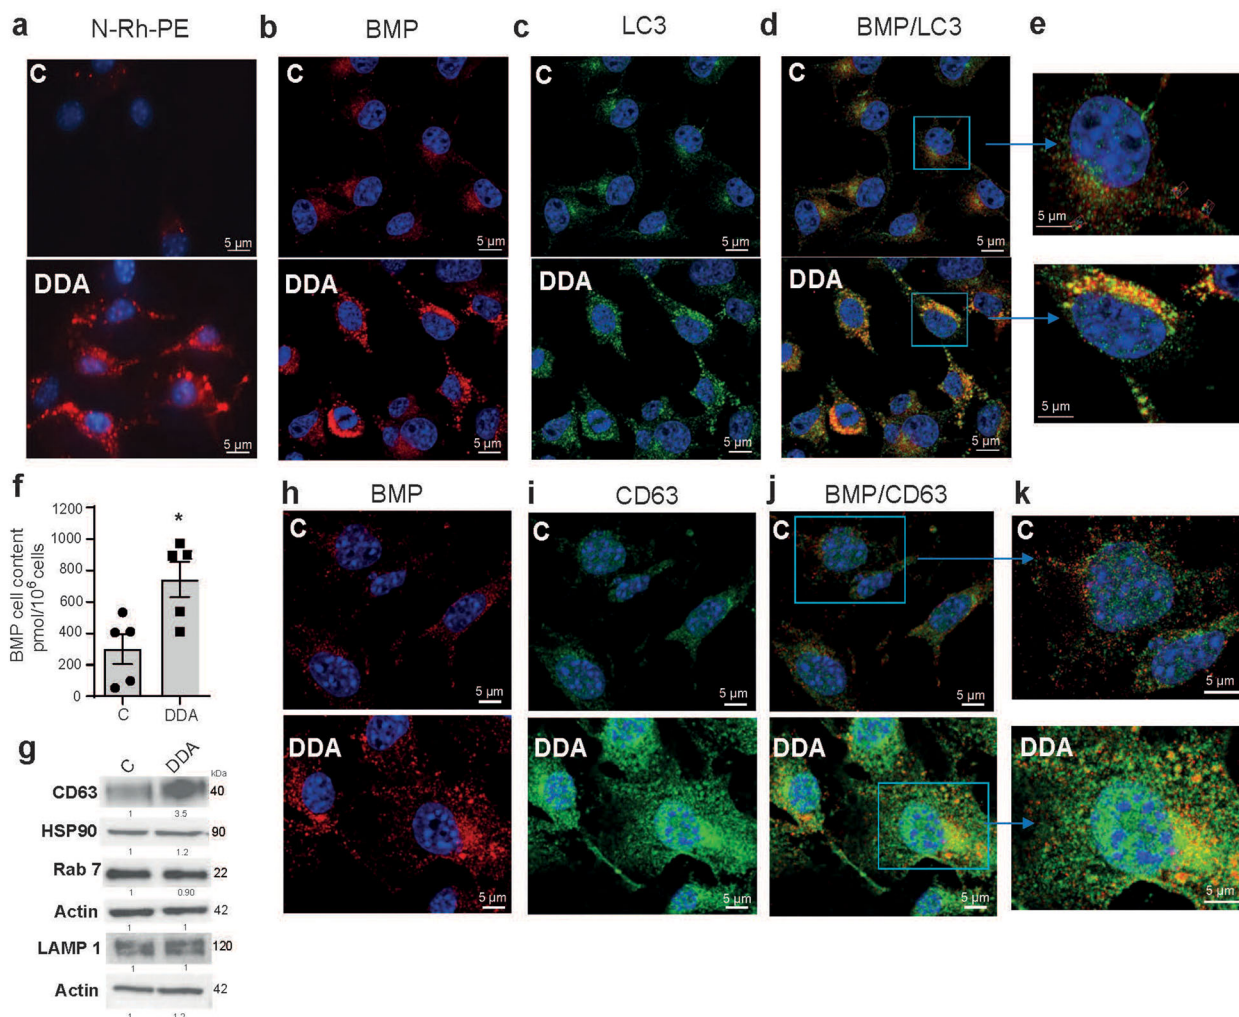 a N-Rh-PE b BMP c LC3 d BMP/LC3 e
C C C C
5 µm 5 µm 5 µm 5 µm 5 µm
DDA DDA DDA DDA
5 µm 5 µm 5 µm 5 µm 5 µm
f
BMP cell content
pmol/10⁶ cells
1200
1000
800
600
400
200
0
*
C DDA
h BMP i CD63 j BMP/CD63 k
C C C C
5 µm 5 µm 5 µm 5 µm
DDA DDA DDA DDA
5 µm 5 µm 5 µm 5 µm
g
C DDA
kDa
CD63 40
1 3.5
HSP90 90
1 1.2
Rab 7 22
1 0.90
Actin 42
1 1
LAMP 1 120
1 1
Actin 42
1 1.2